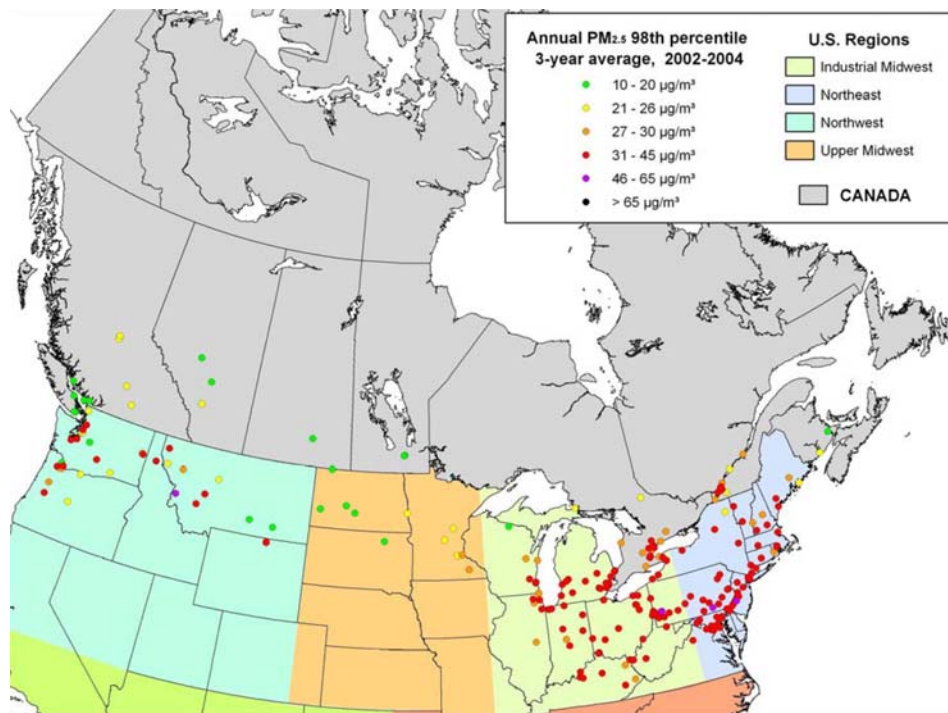 Annual PM2.5 98th percentile
3-year average, 2002-2004
10 - 20 µg/m³
21 - 26 µg/m³
27 - 30 µg/m³
31 - 45 µg/m³
46 - 65 µg/m³
> 65 µg/m³
U.S. Regions
Industrial Midwest
Northeast
Northwest
Upper Midwest
CANADA